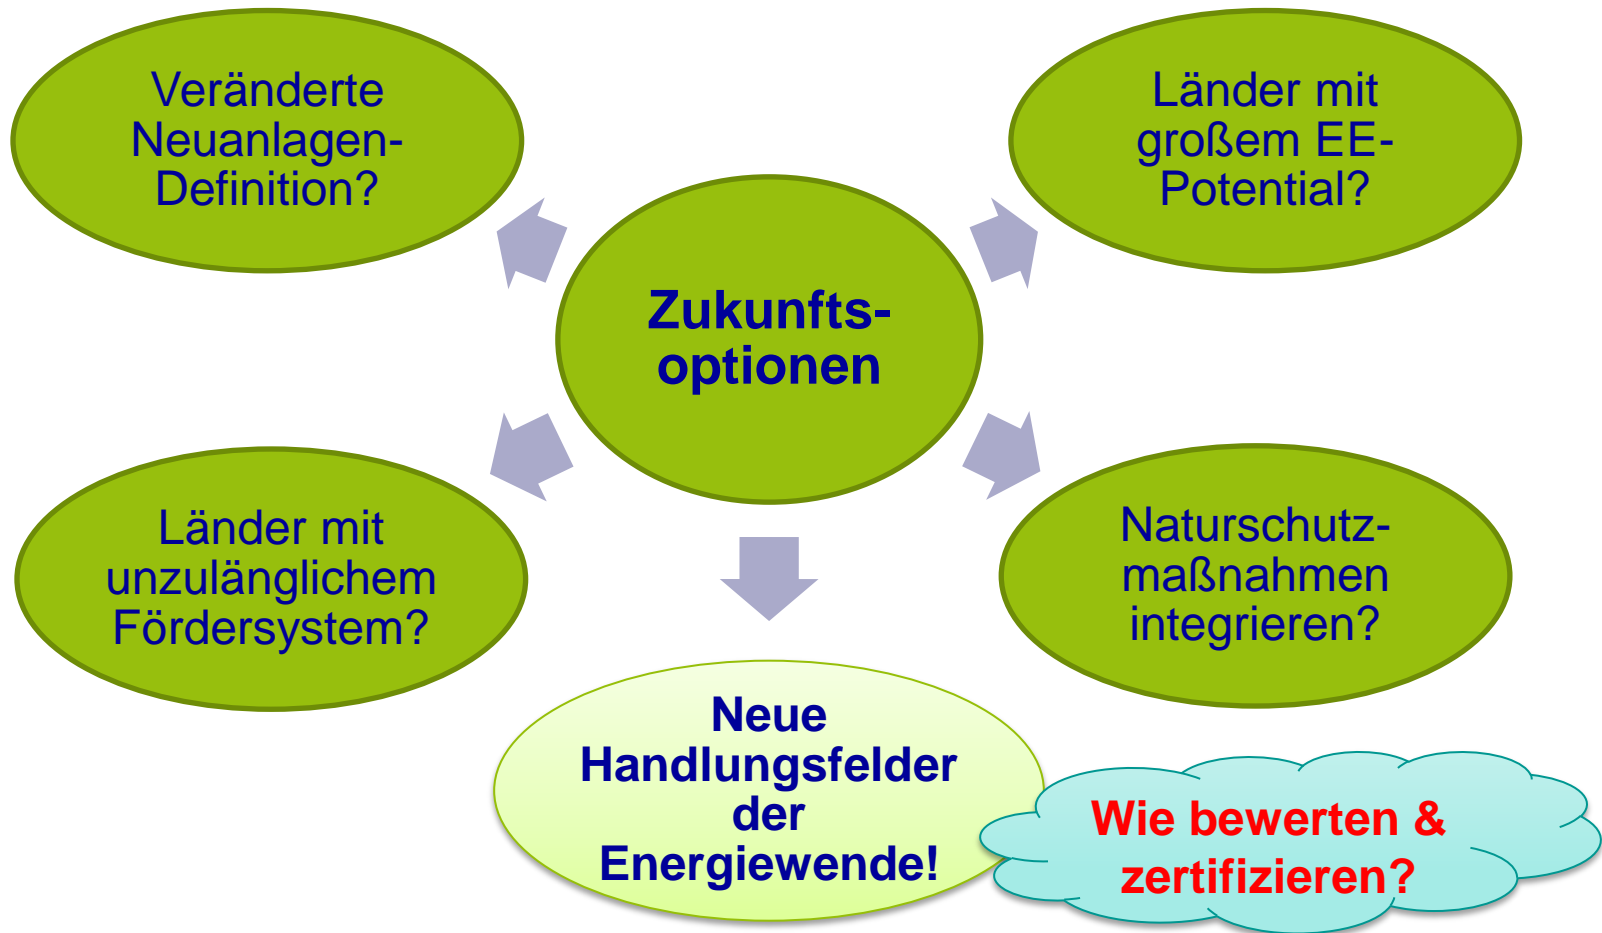 Veränderte
Neuanlagen-
Definition?
Länder mit
großem EE-
Potential?
Zukunfts-
optionen
Länder mit
unzulänglichem
Fördersystem?
Naturschutz-
maßnahmen
integrieren?
Neue
Handlungsfelder
der
Energiewende!
Wie bewerten &
zertifizieren?